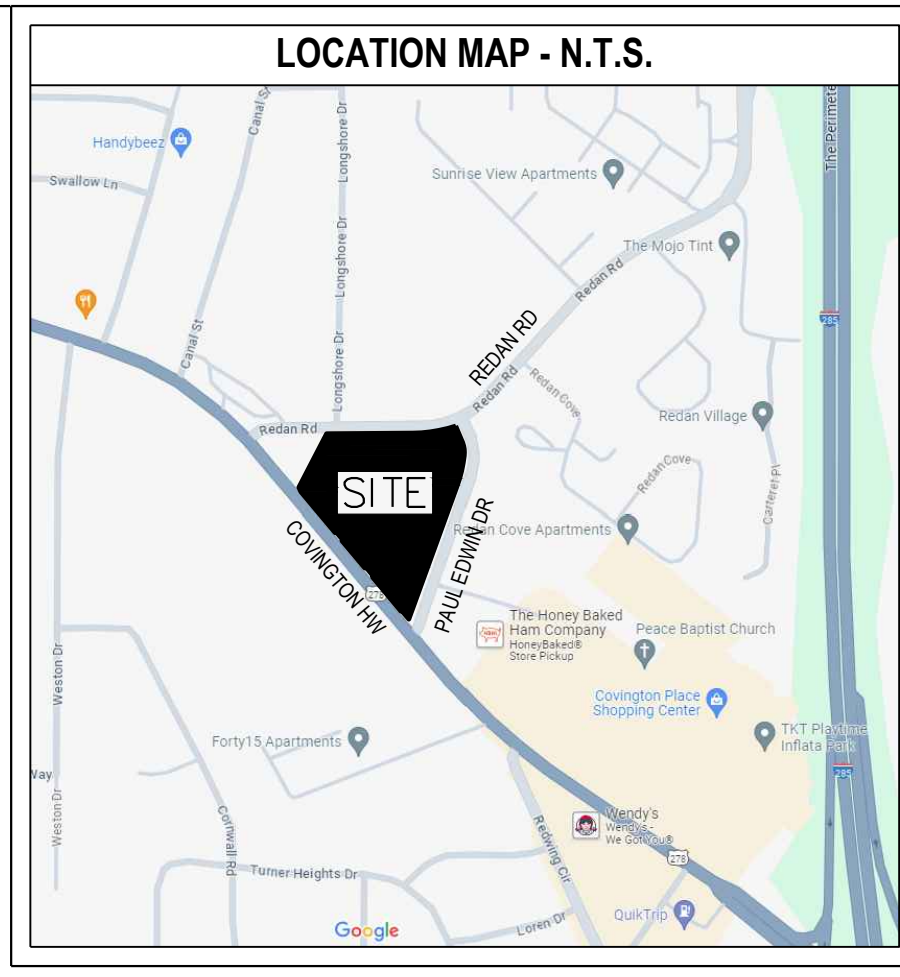 LOCATION MAP - N.T.S.
Handybeez
Canal St
Longshore Dr
The Perimete
Swallow Ln
Sunrise View Apartments
Longshore Dr
The Mojo Tint
Redan Rd
285
Canal St
REDAN RD
Longshore Dr
Redan Rd
Redan Cove
Redan Village
Redan Rd
Redan Cove
Carteret Pl
SITE
Redan Cove Apartments
COVINGTON HW
PAUL EDWIN DR
278
The Honey Baked
Ham Company
HoneyBaked®
Store Pickup
Peace Baptist Church
Weston Dr
Covington Place
Shopping Center
Forty15 Apartments
TKT Playtime
Inflata Park
Way
285
Weston Dr
Cornwall Rd
Redwing Cir
Wendy's
Wendy's -
We Got You®
278
Turner Heights Dr
Google
Loren Dr
QuikTrip